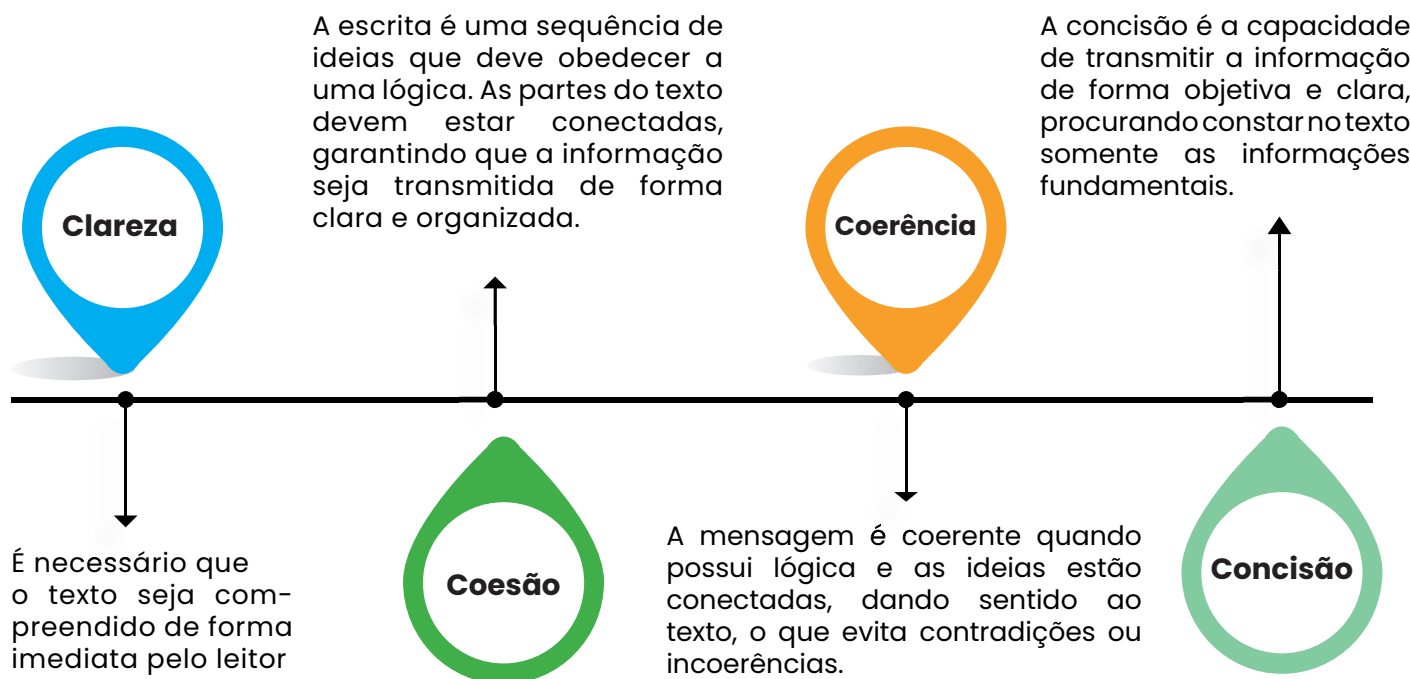 Clareza
É necessário que
o texto seja com-
preendido de forma
imediata pelo leitor
A escrita é uma sequência de
ideias que deve obedecer a
uma lógica. As partes do texto
devem estar conectadas,
garantindo que a informação
seja transmitida de forma
clara e organizada.
Coesão
Coerência
A mensagem é coerente quando
possui lógica e as ideias estão
conectadas, dando sentido ao
texto, o que evita contradições ou
incoerências.
A concisão é a capacidade
de transmitir a informação
de forma objetiva e clara,
procurando constar no texto
somente as informações
fundamentais.
Concisão